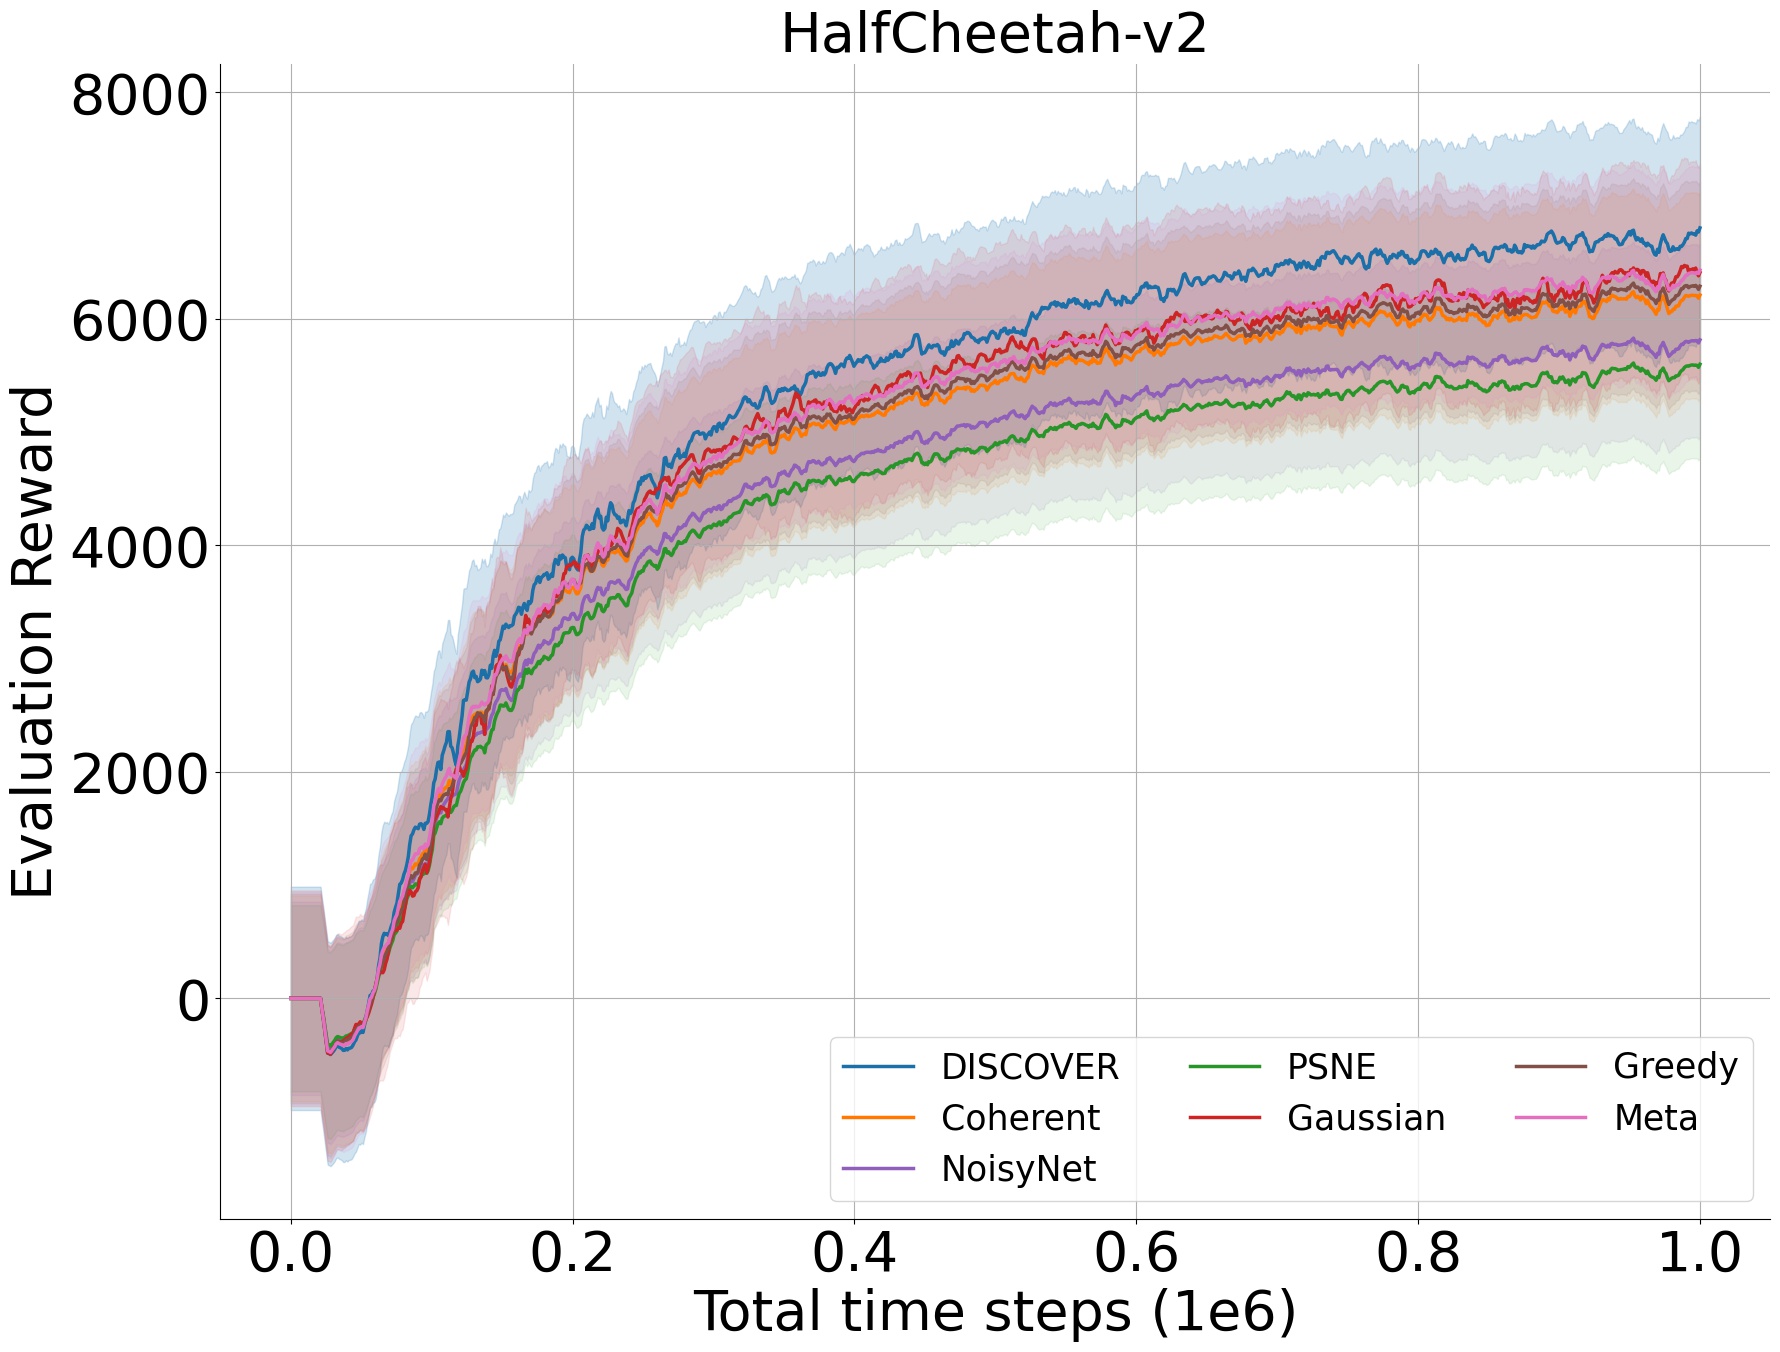 HalfCheetah-v2
8000
6000
4000
2000
0
Evaluation Reward
DISCOVER
Coherent
NoisyNet
PSNE
Gaussian
Greedy
Meta
0.0 0.2 0.4 0.6 0.8 1.0
Total time steps (1e6)